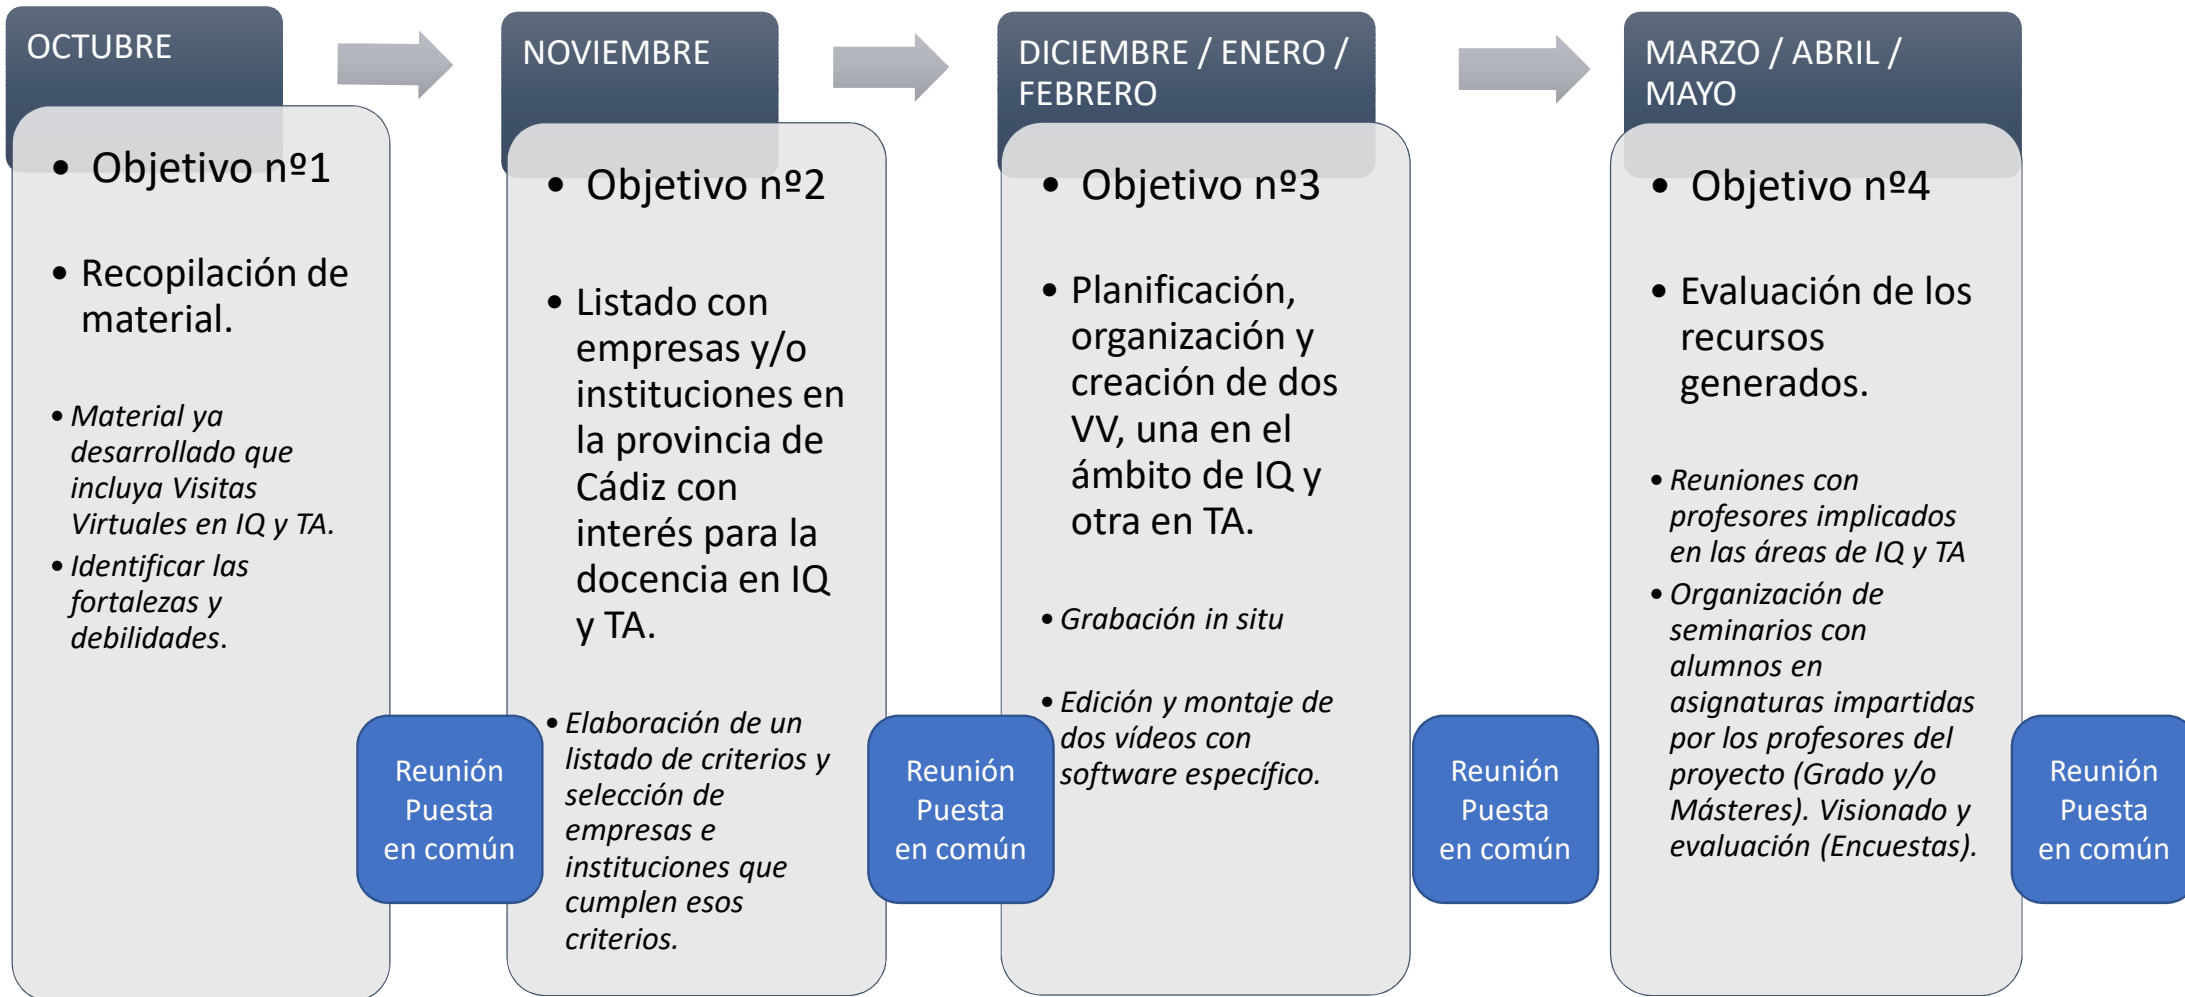 OCTUBRE
• Objetivo nº1
• Recopilación de
material.
• Material ya
desarrollado que
incluya Visitas
Virtuales en IQ y TA.
• Identificar las
fortalezas y
debilidades.
Reunión
Puesta
en común
NOVIEMBRE
• Objetivo nº2
• Listado con
empresas y/o
instituciones en
la provincia de
Cádiz con
interés para la
docencia en IQ
y TA.
• Elaboración de un
listado de criterios y
selección de
empresas e
instituciones que
cumplen esos
criterios.
Reunión
Puesta
en común
DICIEMBRE / ENERO /
FEBRERO
• Objetivo nº3
• Planificación,
organización y
creación de dos
VV, una en el
ámbito de IQ y
otra en TA.
• Grabación in situ
• Edición y montaje de
dos vídeos con
software específico.
Reunión
Puesta
en común
MARZO / ABRIL /
MAYO
• Objetivo nº4
• Evaluación de los
recursos
generados.
• Reuniones con
profesores implicados
en las áreas de IQ y TA
• Organización de
seminarios con
alumnos en
asignaturas impartidas
por los profesores del
proyecto (Grado y/o
Másteres). Visionado y
evaluación (Encuestas).
Reunión
Puesta
en común